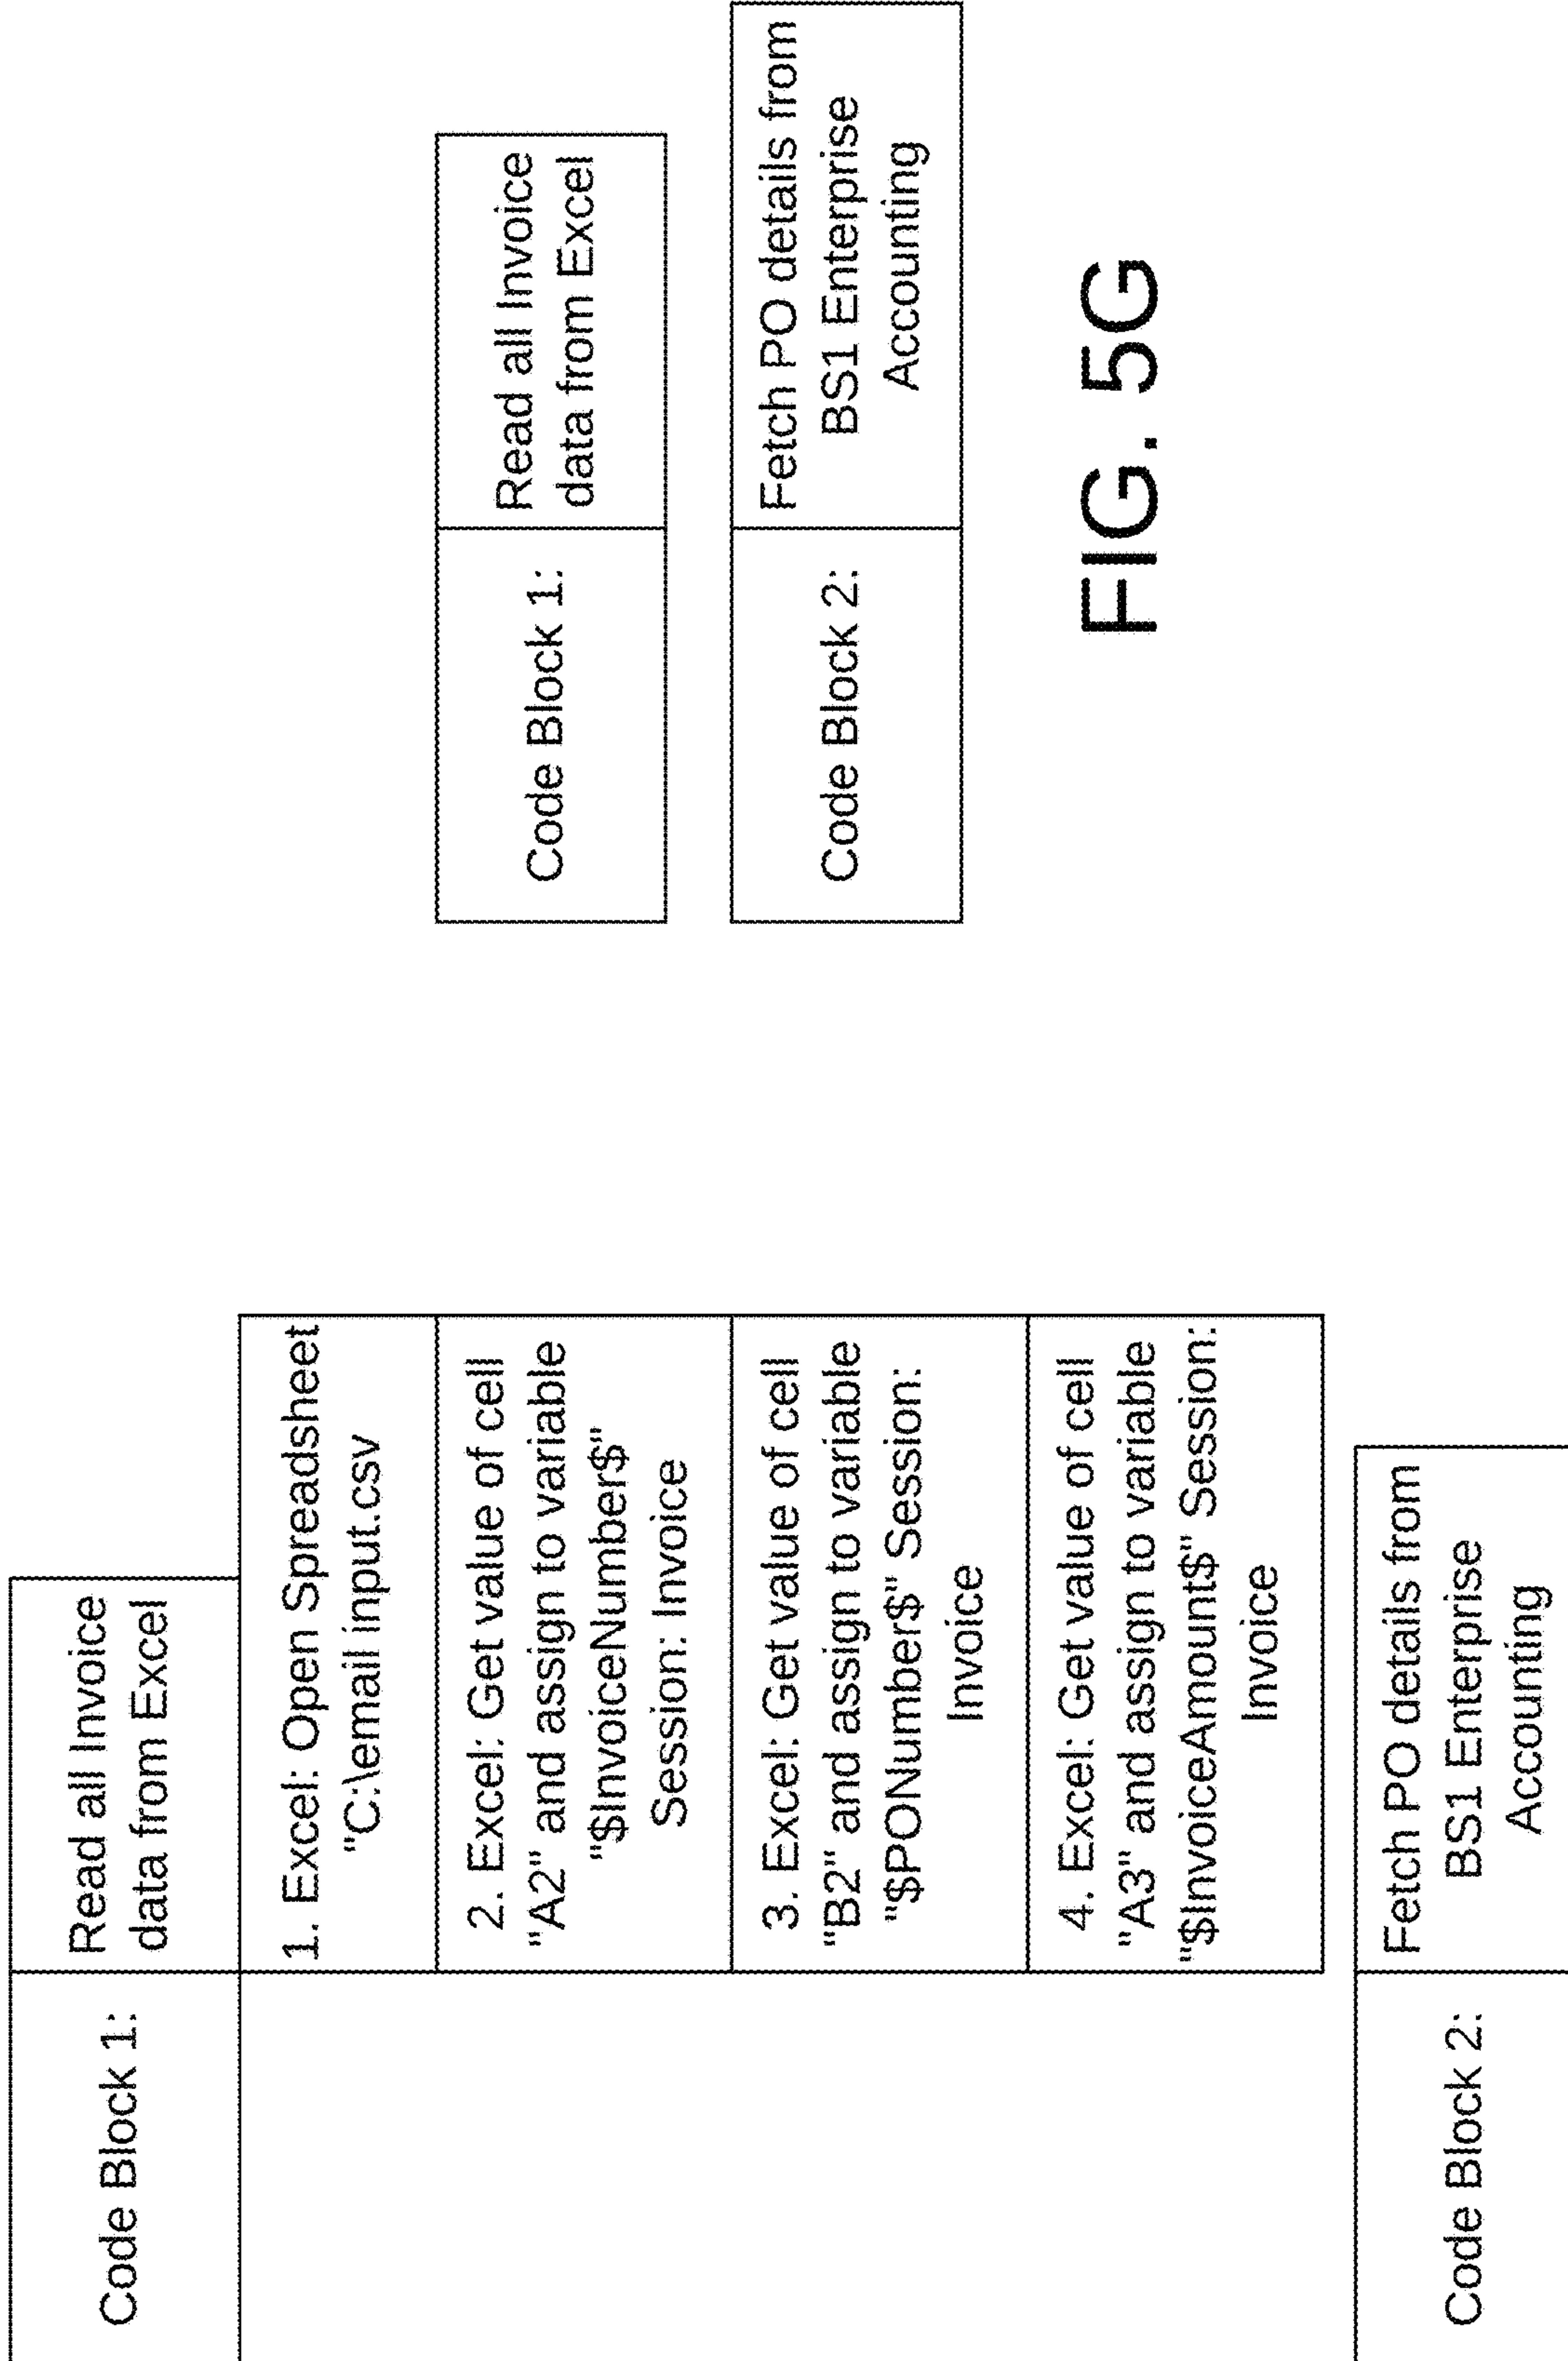 Code Block 1:
Read all Invoice
data from Excel
1. Excel: Open Spreadsheet
"C:\email input.csv
2. Excel: Get value of cell
"A2" and assign to variable
"$InvoiceNumber$"
Session: Invoice
3. Excel: Get value of cell
"B2" and assign to variable
"$PONumber$" Session:
Invoice
4. Excel: Get value of cell
"A3" and assign to variable
"$InvoiceAmount$" Session:
Invoice
Code Block 2:
Fetch PO details from
BS1 Enterprise
Accounting
Code Block 1:
Read all Invoice
data from Excel
Code Block 2:
Fetch PO details from
BS1 Enterprise
Accounting
FIG. 5G